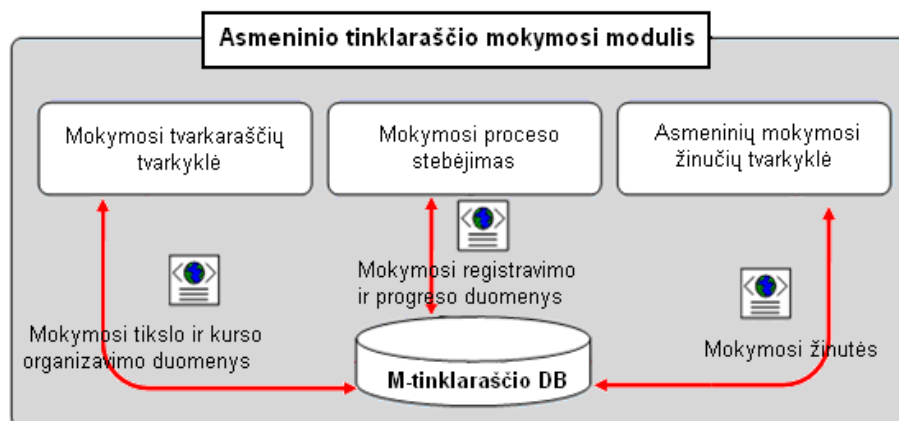 Asmeninio tinklaraščio mokymosi modulis
Mokymosi tvarkaraščių
tvarkyklė
Mokymosi proceso
stebėjimas
Asmeninių mokymosi
žinučių tvarkyklė
Mokymosi registravimo
ir progreso duomenys
Mokymosi tikslo ir kurso
organizavimo duomenys
Mokymosi žinutės
M-tinklaraščio DB